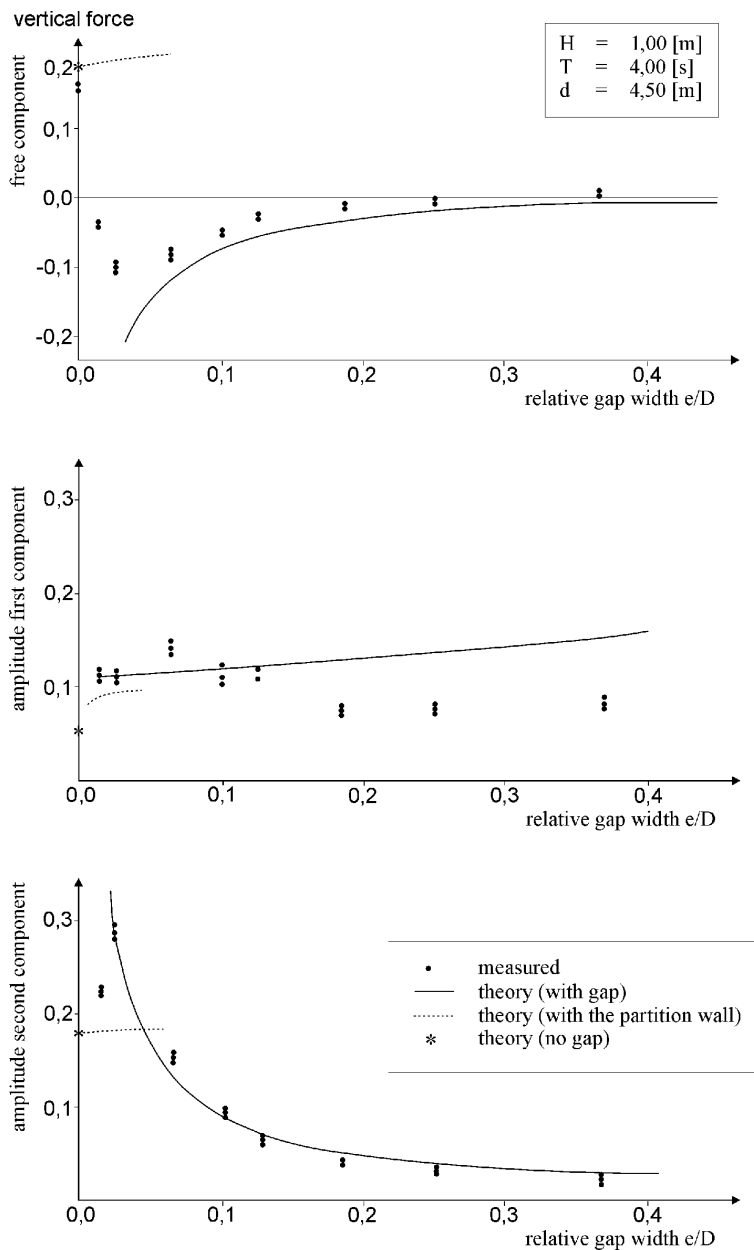 vertical force
H = 1,00 [m]
T = 4,00 [s]
d = 4,50 [m]
free component
0,2
0,1
0,0
-0,1
-0,2
0,0 0,1 0,2 0,3 0,4
relative gap width e/D
amplitude first component
0,3
0,2
0,1
0,0 0,1 0,2 0,3 0,4
relative gap width e/D
amplitude second component
0,3
0,2
0,1
measured
theory (with gap)
theory (with the partition wall)
* theory (no gap)
0,0 0,1 0,2 0,3 0,4
relative gap width e/D